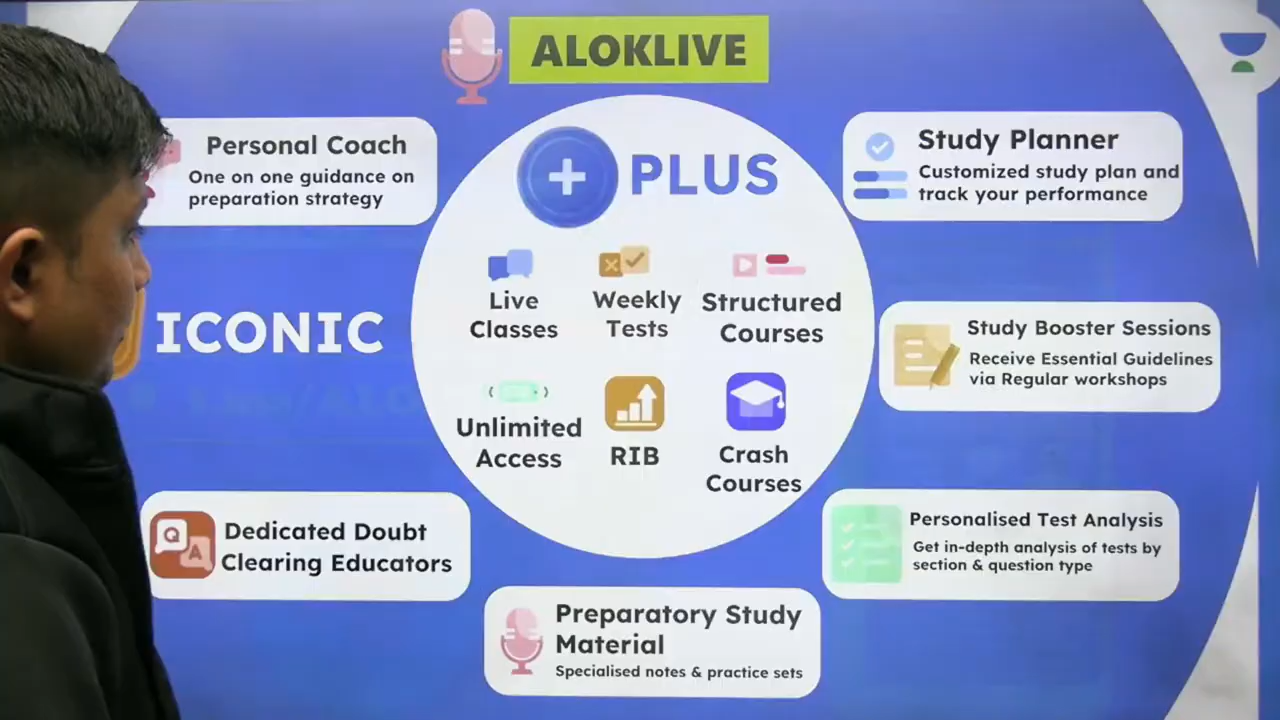 ALOKLIVE
Personal Coach
One on one guidance on
preparation strategy
PLUS
Study Planner
Customized study plan and
track your performance
ICONIC
Live
Classes
Weekly
Tests
Structured
Courses
Unlimited
Access
RIB
Crash
Courses
Study Booster Sessions
Receive Essential Guidelines
via Regular workshops
Dedicated Doubt
Clearing Educators
Q
A
Personalised Test Analysis
Get in-depth analysis of tests by
section & question type
Preparatory Study
Material
Specialised notes & practice sets